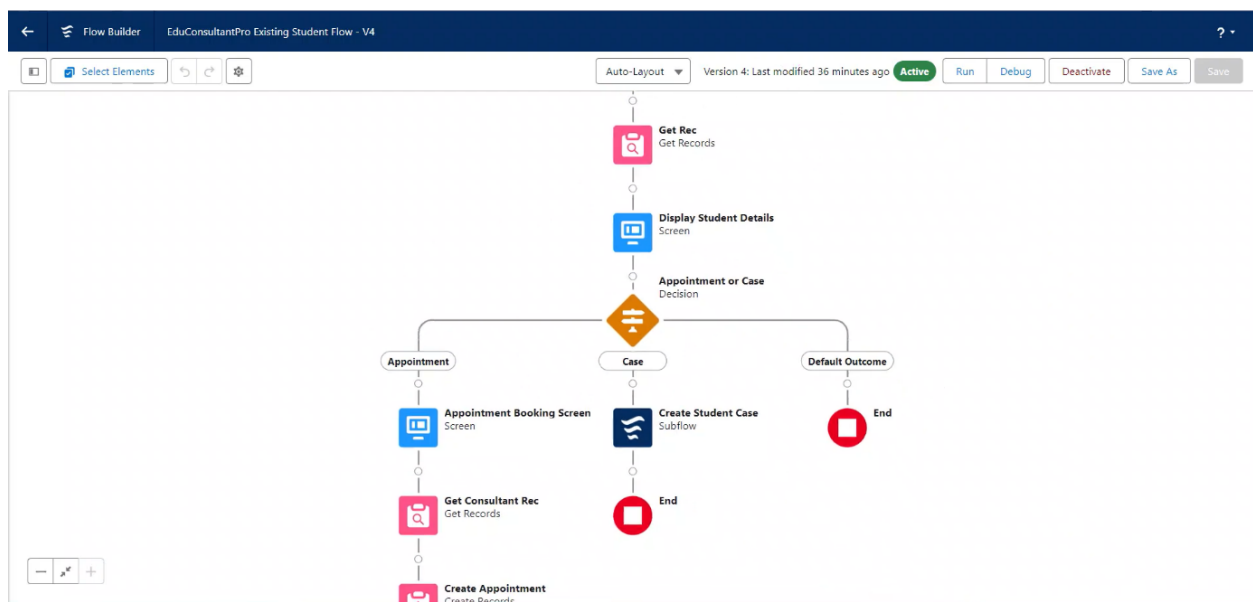 Flow Builder
EduConsultantPro Existing Student Flow - V4
?
Select Elements
Auto-Layout
Version 4: Last modified 36 minutes ago
Active
Run
Debug
Deactivate
Save As
Save
Get Rec
Get Records
Display Student Details
Screen
Appointment or Case
Decision
Appointment
Case
Default Outcome
Appointment Booking Screen
Screen
Create Student Case
Subflow
End
Get Consultant Rec
Get Records
End
Create Appointment
Create Records